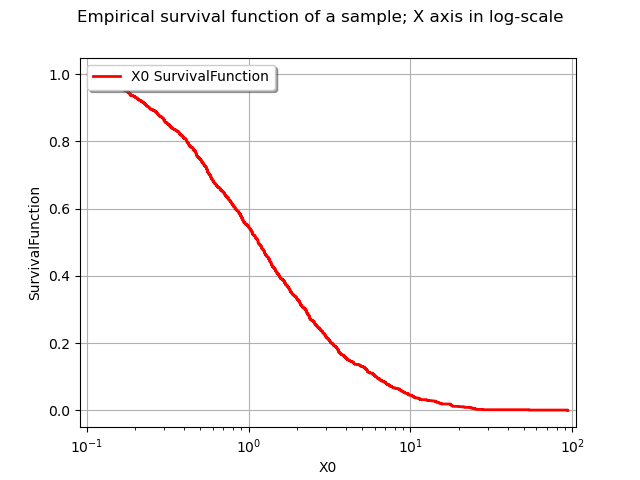 Empirical survival function of a sample; X axis in log-scale
X0 SurvivalFunction
SurvivalFunction
1.0
0.8
0.6
0.4
0.2
0.0
10⁻¹ 10⁰ 10¹ 10²
X0